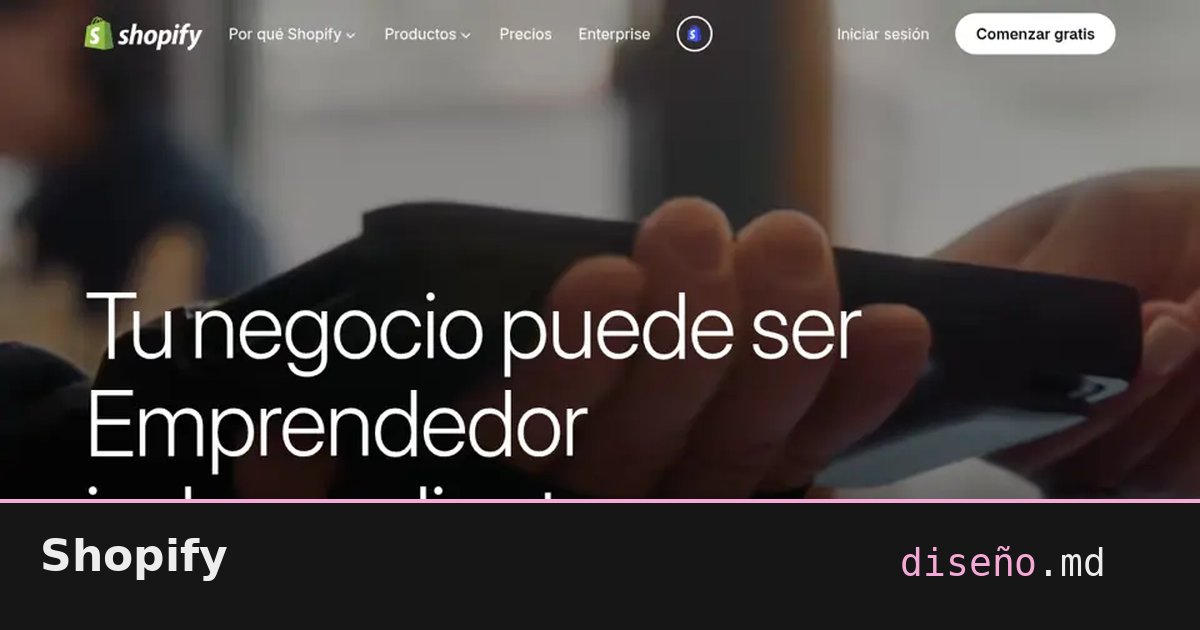 shopify Por qué Shopify Productos Precios Enterprise Iniciar sesión Comenzar gratis
Tu negocio puede ser
Emprendedor
Shopify diseño.md